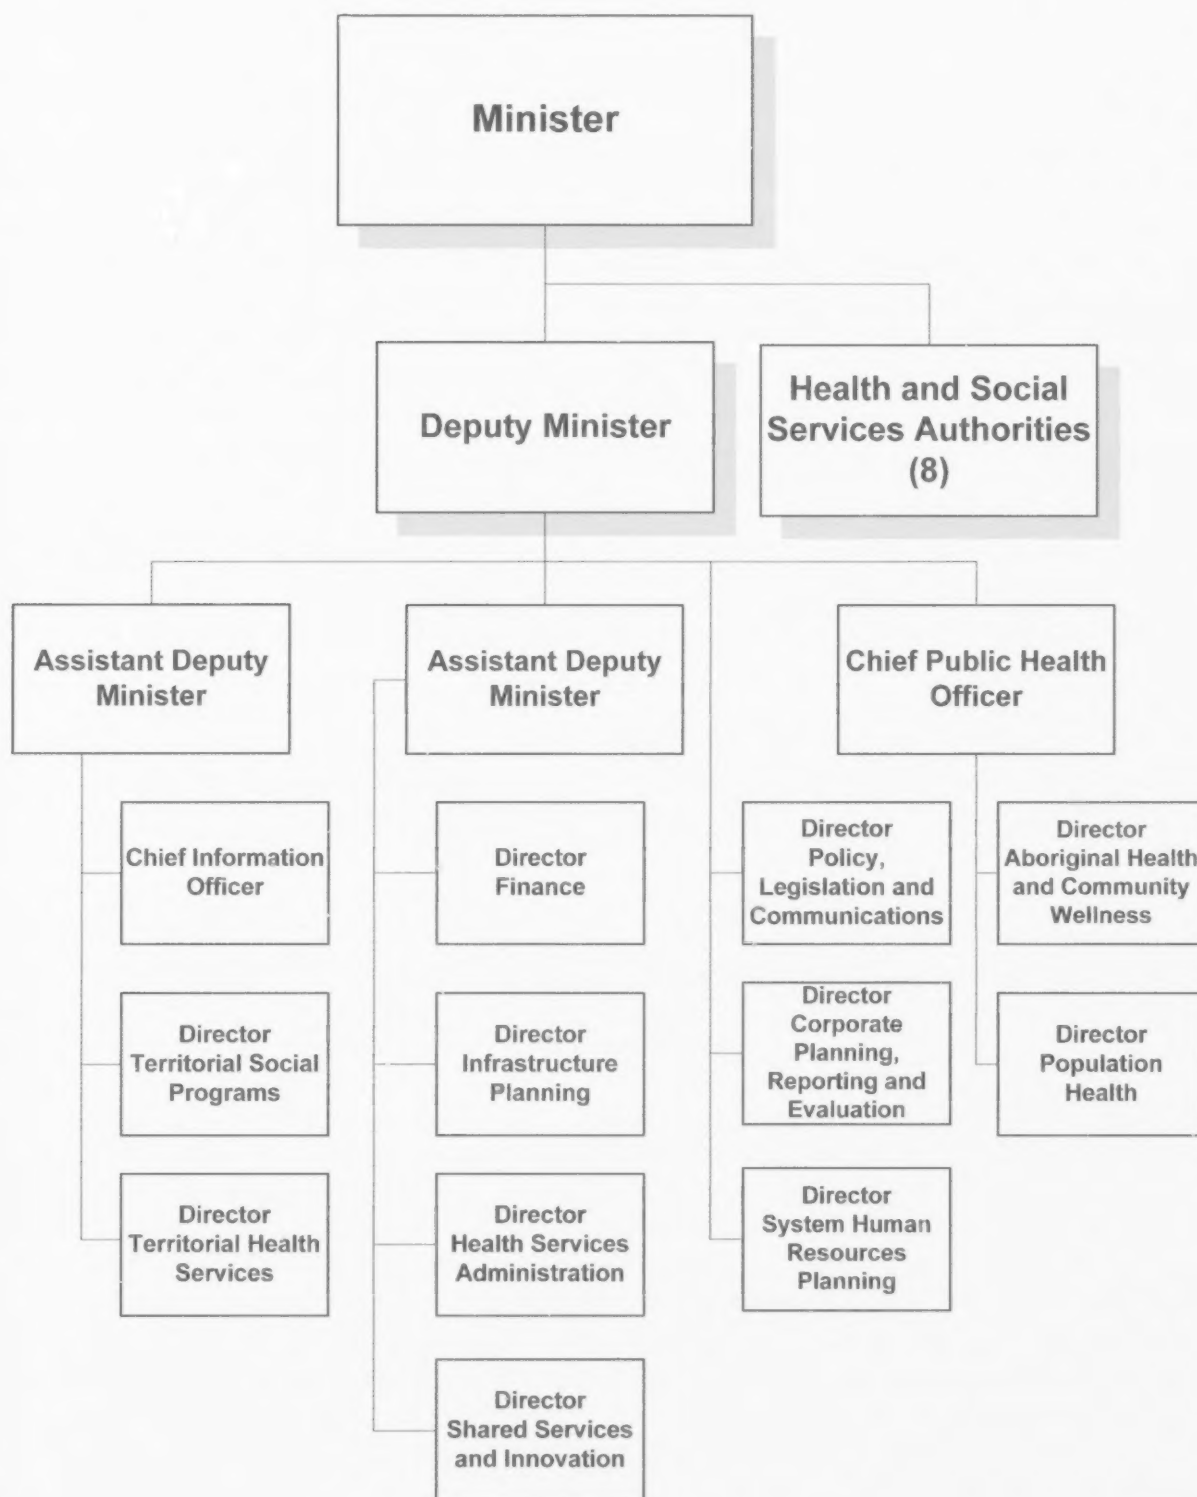 Minister
Deputy Minister
Health and Social
Services Authorities
(8)
Assistant Deputy
Minister
Assistant Deputy
Minister
Chief Public Health
Officer
Chief Information
Officer
Director
Territorial Social
Programs
Director
Territorial Health
Services
Director
Finance
Director
Infrastructure
Planning
Director
Health Services
Administration
Director
Shared Services
and Innovation
Director
Policy,
Legislation and
Communications
Director
Corporate
Planning,
Reporting and
Evaluation
Director
System Human
Resources
Planning
Director
Aboriginal Health
and Community
Wellness
Director
Population
Health